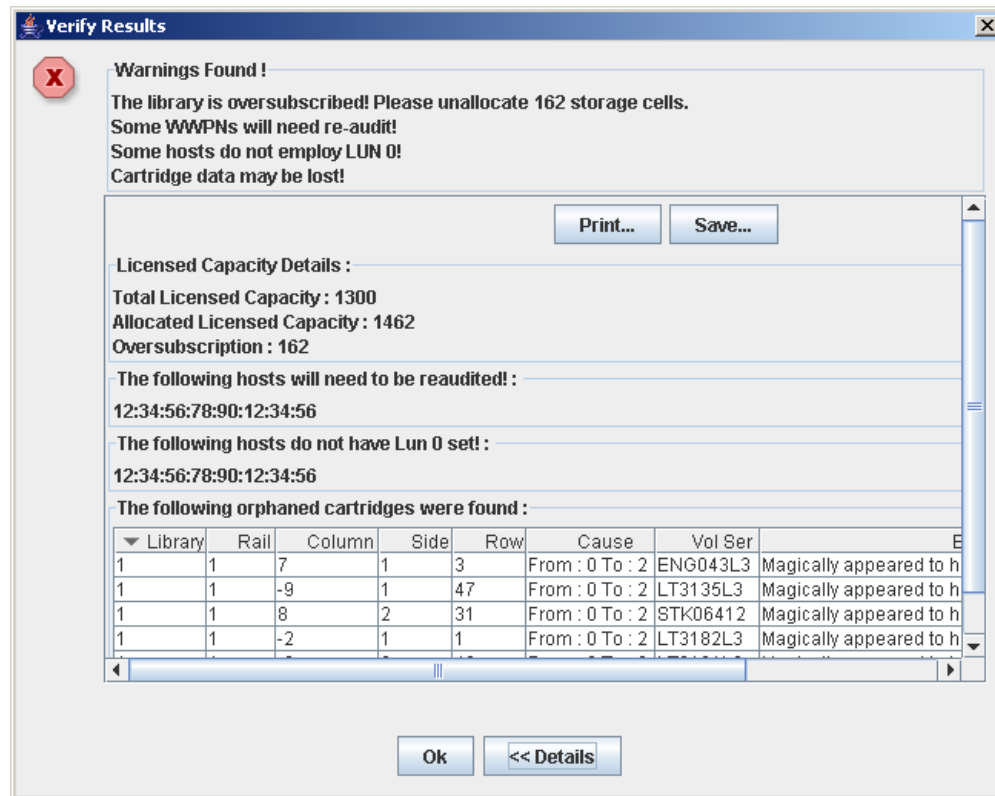 Verify Results
Warnings Found !
The library is oversubscribed! Please unallocate 162 storage cells.
Some WWPNs will need re-audit!
Some hosts do not employ LUN 0!
Cartridge data may be lost!
Print... Save...
Licensed Capacity Details :
Total Licensed Capacity : 1300
Allocated Licensed Capacity : 1462
Oversubscription : 162
The following hosts will need to be reaudited! :
12:34:56:78:90:12:34:56
The following hosts do not have Lun 0 set! :
12:34:56:78:90:12:34:56
The following orphaned cartridges were found :
Library Rail Column Side Row Cause Vol Ser E
1 1 7 1 3 From : 0 To : 2 ENG043L3 Magically appeared to h
1 1 -9 1 47 From : 0 To : 2 LT3135L3 Magically appeared to h
1 1 8 2 31 From : 0 To : 2 STK06412 Magically appeared to h
1 1 -2 1 1 From : 0 To : 2 LT3182L3 Magically appeared to h
Ok << Details